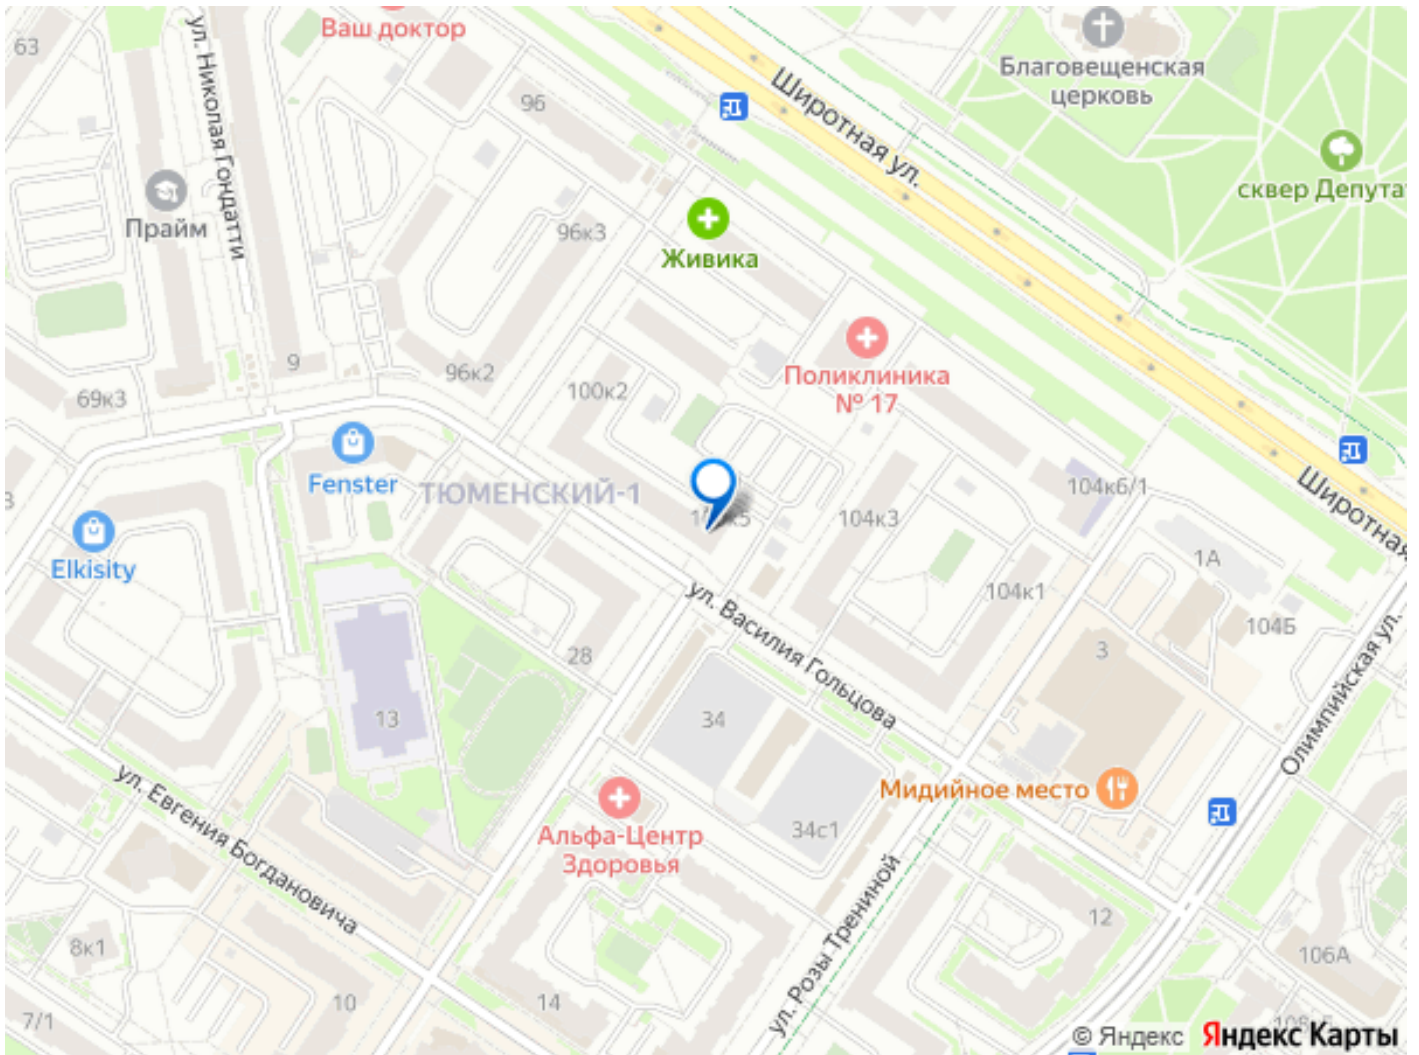 63
ул. Николая Гондатти
Ваш доктор
96
Широтная ул.
Благовещенская
церковь
сквер Депутат
Прайм
96к3
Живика
Поликлиника
№ 17
9
69к3
96к2
100к2
Fenster
ТЮМЕНСКИЙ-1
104к3
104к6/1
Широтная
Elkisity
1А
104к1
104Б
ул. Василия Гольцова
28
3
Олимпийская ул.
13
34
Мидийное место
ул. Евгения Богдановича
Альфа-Центр
Здоровья
34с1
ул. Розы Трениной
12
8к1
106А
10
14
7/1
© Яндекс
Яндекс Карты